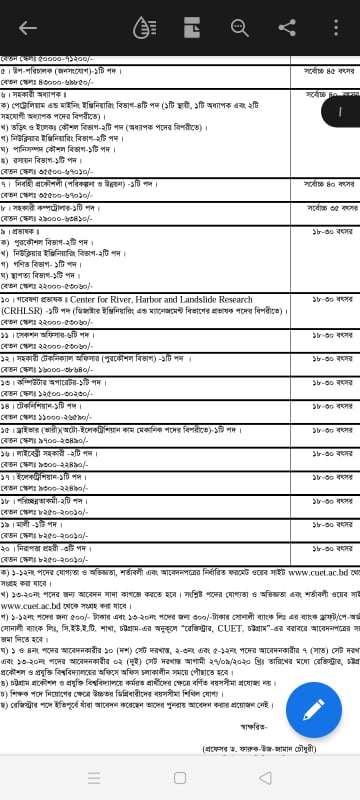 বেতন স্কেলঃ ৫০০০০-৭১২০০/-
৫ । উপ-পরিচালক (জনসংযোগ)-১টি পদ । সর্বোচ্চ ৪৫ বৎসর
বেতন স্কেলঃ ৪৩০০০-৬৯৮৫০/-
৬ । সহকারী অধ্যাপক ॥ সর্বোচ্চ ৪০ বৎসর
ক) পেট্রোলিয়াম এন্ড মাইনিং ইঞ্জিনিয়ারিং বিভাগ-৪টি পদ (১টি স্থায়ী, ১টি অধ্যাপক এবং ২টি
সহযোগী অধ্যাপক পদের বিপরীতে) ।
খ) তড়িৎ ও ইলেকঃ কৌশল বিভাগ-২টি পদ (অধ্যাপক পদের বিপরীতে) ।
গ) নিউক্লিয়ার ইঞ্জিনিয়ারিং বিভাগ-১টি পদ ।
ঘ) পানিসম্পদ কৌশল বিভাগ-১টি পদ ।
ঙ) রসায়ন বিভাগ-১টি পদ ।
বেতন স্কেলঃ ৩৫৫০০-৬৭০১০/-
৭ । নির্বাহী প্রকৌশলী (পরিকল্পনা ও উন্নয়ন) -১টি পদ । সর্বোচ্চ ৪০ বৎসর
বেতন স্কেলঃ ৩৫৫০০-৬৭০১০/-
৮ । সহকারী কম্পট্রোলার-১টি পদ । সর্বোচ্চ ৩৫ বৎসর
বেতন স্কেলঃ ২৯০০০-৬৩৪১০/-
৯ । প্রভাষক ॥ ১৮-৩০ বৎসর
ক) পুরকৌশল বিভাগ-২টি পদ ।
খ) নিউক্লিয়ার ইঞ্জিনিয়ারিং বিভাগ-২টি পদ ।
গ) গণিত বিভাগ- ১টি পদ ।
ঘ) স্থাপত্য বিভাগ-১টি পদ ।
বেতন স্কেলঃ ২২০০০-৫৩০৬০/-
১০ । গবেষণা প্রভাষক ॥ Center for River, Harbor and Landslide Research ১৮-৩০ বৎসর
(CRHLSR) -১টি পদ (ডিজাষ্টার ইঞ্জিনিয়ারিং এন্ড ম্যানেজমেন্ট বিভাগের প্রভাষক পদের বিপরীতে) ।
বেতন স্কেলঃ ২২০০০-৫৩০৬০/-
১১ । সেকশন অফিসার-৬টি পদ । ১৮-৩০ বৎসর
বেতন স্কেলঃ ২২০০০-৫৩০৬০/-
১২ । সহকারী টেকনিক্যাল অফিসার (পুরকৌশল বিভাগ) -১টি পদ । ১৮-৩০ বৎসর
বেতন স্কেলঃ ১৬০০০-৩৮৬৪০/-
১৩ । কম্পিউটার অপারেটর-১টি পদ । ১৮-৩০ বৎসর
বেতন স্কেলঃ ১২৫০০-৩০২৩০/-
১৪ । টেকনিশিয়ান-১টি পদ । ১৮-৩০ বৎসর
বেতন স্কেলঃ ১১০০০-২৬৫৯০/-
১৫ । ড্রাইভার (ভারী)(অটো-ইলেকট্রিশিয়ান কাম মেকানিক পদের বিপরীতে)-১টি পদ । ১৮-৩০ বৎসর
বেতন স্কেলঃ ৯৭০০-২৩৪৯০/-
১৬ । লাইব্রেরী সহকারী -২টি পদ । ১৮-৩০ বৎসর
বেতন স্কেলঃ ৯৩০০-২২৪৯০/-
১৭ । ইলেকট্রিশিয়ান-১টি পদ । ১৮-৩০ বৎসর
বেতন স্কেলঃ ৯৩০০-২২৪৯০/-
১৮ । পরিচ্ছন্নতাকর্মী-২টি পদ । ১৮-৩০ বৎসর
বেতন স্কেলঃ ৮২৫০-২০০১০/-
১৯ । মালী -১টি পদ । ১৮-৩০ বৎসর
বেতন স্কেলঃ ৮২৫০-২০০১০/-
২০ । নিরাপত্তা প্রহরী -৩টি পদ । ১৮-৩০ বৎসর
বেতন স্কেলঃ ৮২৫০-২০০১০/-
ক) ১-১২নং পদের যোগ্যতা ও অভিজ্ঞতা, শর্তাবলী এবং আবেদনপত্রের নির্ধারিত ফরমেট ওয়েব সাইট www.cuet.ac.bd থেকে
সংগ্রহ করা যাবে ।
খ) ১৩-২০নং পদের জন্য আবেদন সাদা কাগজে করতে হবে । সংশ্লিষ্ট পদের যোগ্যতা ও অভিজ্ঞতা এবং শর্তাবলী ওয়েব সাইট
www.cuet.ac.bd থেকে সংগ্রহ করা যাবে ।
গ) ১-১২নং পদের জন্য ৫০০/- টাকার এবং ১৩-২০নং পদের জন্য ৩০০/-টাকার সোনালী ব্যাংক লিঃ এর ব্যাংক ড্রাফ্ট/পে-অর্ডার
সোনালী ব্যাংক লিঃ, সি.ইউ.ই.টি, শাখা, চট্টগ্রাম-এর অনুকূলে "রেজিস্ট্রার, CUET, চট্টগ্রাম"-এর বরাবরে আবেদনপত্রের সাথে
জমা দিতে হবে ।
ঘ) ১ ও ৪নং পদের আবেদনকারীর ১০ (দশ) সেট দরখাস্ত, ২-৩নং এবং ৫-১২নং পদের আবেদনকারীর ৭ (সাত) সেট
এবং ১৩-২০নং পদের আবেদনকারীর ০২ (দুই) সেট দরখাস্ত আগামী ২৭/০৯/২০২০ খ্রিঃ তারিখের মধ্যে রেজিস্ট্রার,
প্রকৌশল ও প্রযুক্তি বিশ্ববিদ্যালয়ের অফিসে অফিস চলাকালীন সময়ে পৌছাতে হবে ।
ঙ) চট্টগ্রাম প্রকৌশল ও প্রযুক্তি বিশ্ববিদ্যালয়ে কর্মরত প্রার্থীদের ক্ষেত্রে বর্ণিত বয়সসীমা প্রযোজ্য নয় ।
চ) শিক্ষক পদে নিয়োগের ক্ষেত্রে উচ্চতর ডিগ্রিধারীদের বয়সসীমা শিথিল যোগ্য ।
ছ) রেজিস্ট্রার পদে ইতিপূর্বে যাঁরা আবেদন করেছেন তাদের পুনরায় আবেদন করার প্রয়োজন নেই ।
স্বাক্ষরিত-
(প্রফেসর ড. ফারুক-উজ-জামান চৌধুরী)